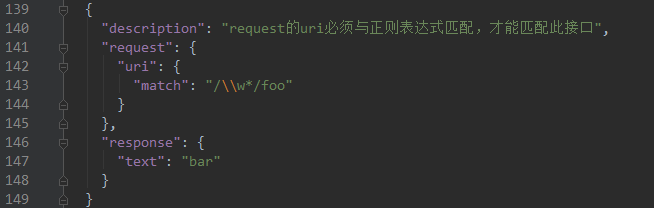 139 {
140 "description": "request的uri必须与正则表达式匹配，才能匹配此接口",
141 "request": {
142 "uri": {
143 "match": "/\\w*/foo"
144 }
145 },
146 "response": {
147 "text": "bar"
148 }
149 }